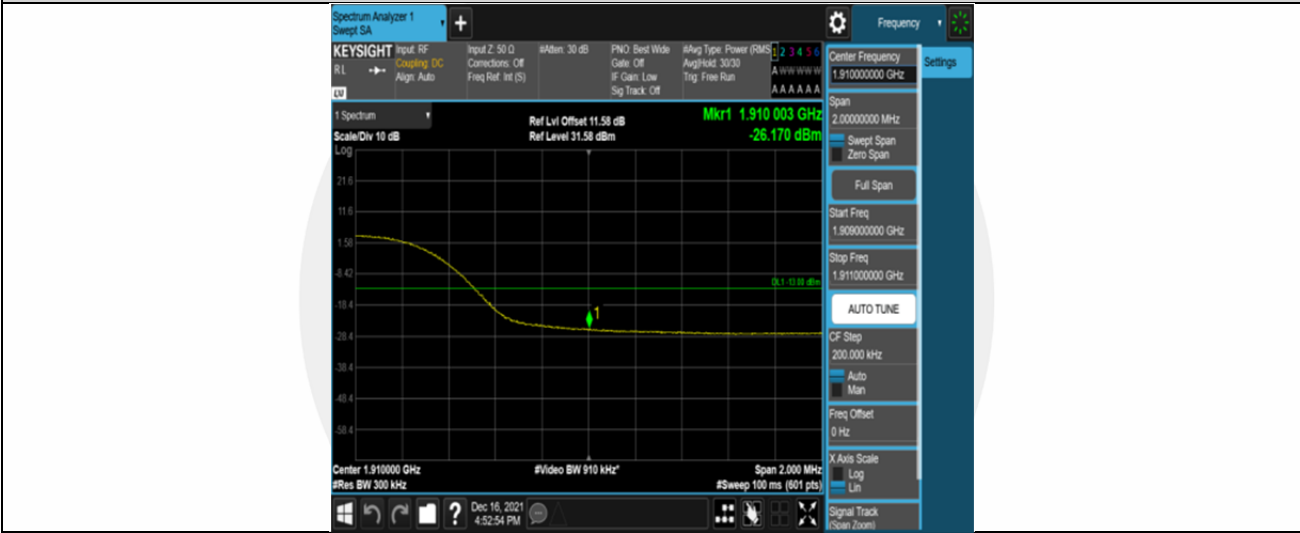 Spectrum Analyzer 1
Swept SA
+
Frequency
KEYSIGHT
R L
Input: RF
Coupling: DC
Align: Auto
Input Z: 50 Ω
Corrections: Off
Freq Ref: Int (S)
#Atten: 30 dB
PNO: Best Wide
Gate: Off
IF Gain: Low
Sig Track: Off
#Avg Type: Power (RMS
Avg|Hold: 30/30
Trig: Free Run
1 2 3 4 5 6
A W W W W W
A A A A A A
1 Spectrum
Scale/Div 10 dB
Log
Ref Lvl Offset 11.58 dB
Ref Level 31.58 dBm
Mkr1 1.910 003 GHz
-26.170 dBm
21.6
11.6
1.58
-8.42
-18.4
-28.4
-38.4
-48.4
-58.4
DL1 -13.00 dBm
1
Center 1.910000 GHz
#Res BW 300 kHz
#Video BW 910 kHz*
Span 2.000 MHz
#Sweep 100 ms (601 pts)
?
Dec 16, 2021
4:52:54 PM
Center Frequency
1.910000000 GHz
Span
2.00000000 MHz
Swept Span
Zero Span
Full Span
Start Freq
1.909000000 GHz
Stop Freq
1.911000000 GHz
AUTO TUNE
CF Step
200.000 kHz
Auto
Man
Freq Offset
0 Hz
X Axis Scale
Log
Lin
Signal Track
(Span Zoom)
Settings